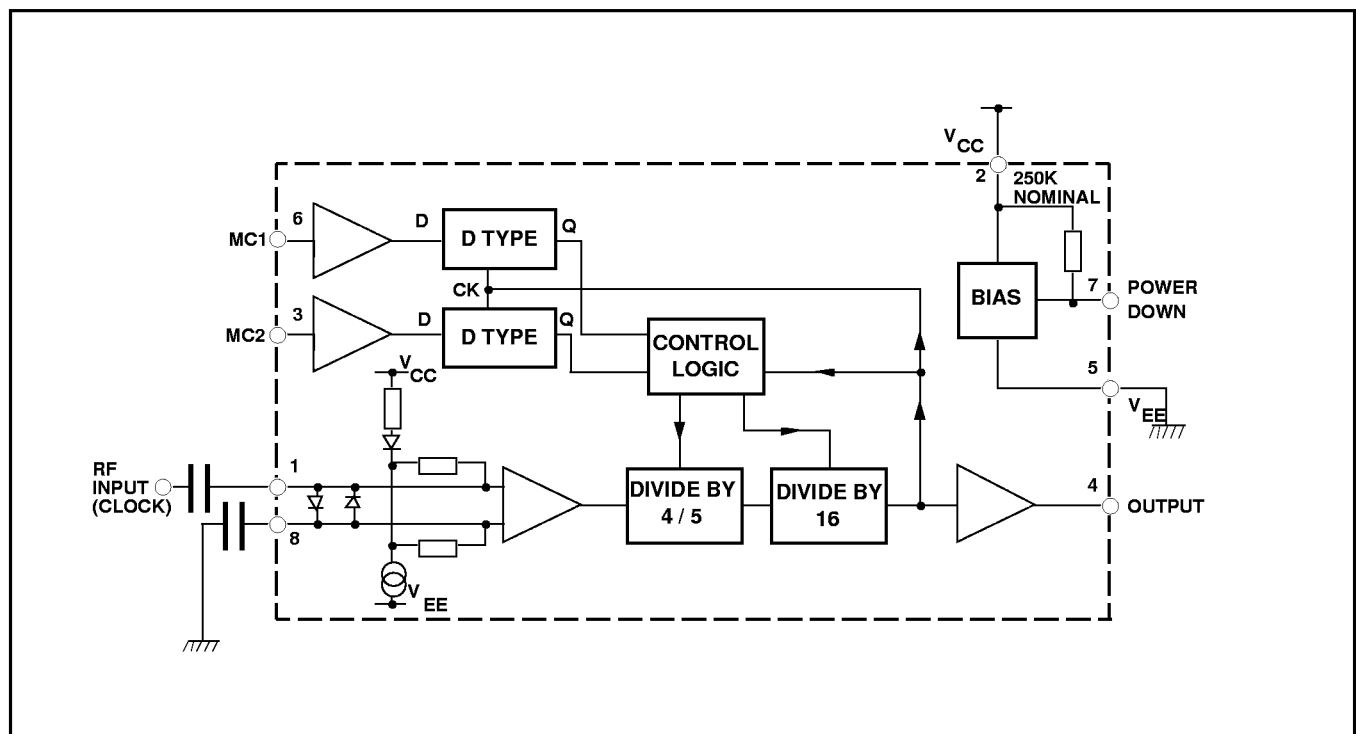 V
CC
2
250K
NOMINAL
6
D
D TYPE
Q
MC1
CK
7
POWER
DOWN
BIAS
3
D
D TYPE
Q
MC2
CONTROL
LOGIC
V
CC
5
V
EE
RF
INPUT
(CLOCK)
1
8
DIVIDE BY
4 / 5
DIVIDE BY
16
4
OUTPUT
V
EE